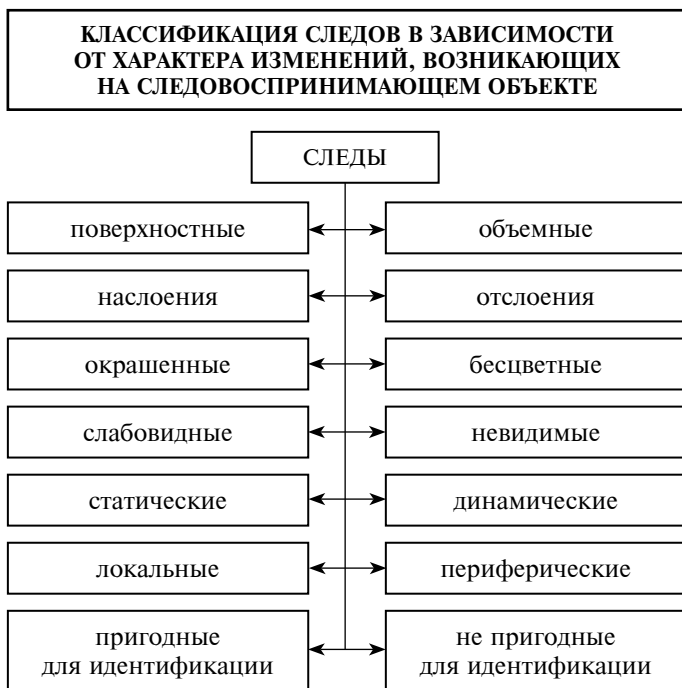 КЛАССИФИКАЦИЯ СЛЕДОВ В ЗАВИСИМОСТИ
ОТ ХАРАКТЕРА ИЗМЕНЕНИЙ, ВОЗНИКАЮЩИХ
НА СЛЕДОВОСПРИНИМАЮЩЕМ ОБЪЕКТЕ
СЛЕДЫ
поверхностные
объемные
наслоения
отслоения
окрашенные
бесцветные
слабовидные
невидимые
статические
динамические
локальные
периферические
пригодные
для идентификации
не пригодные
для идентификации